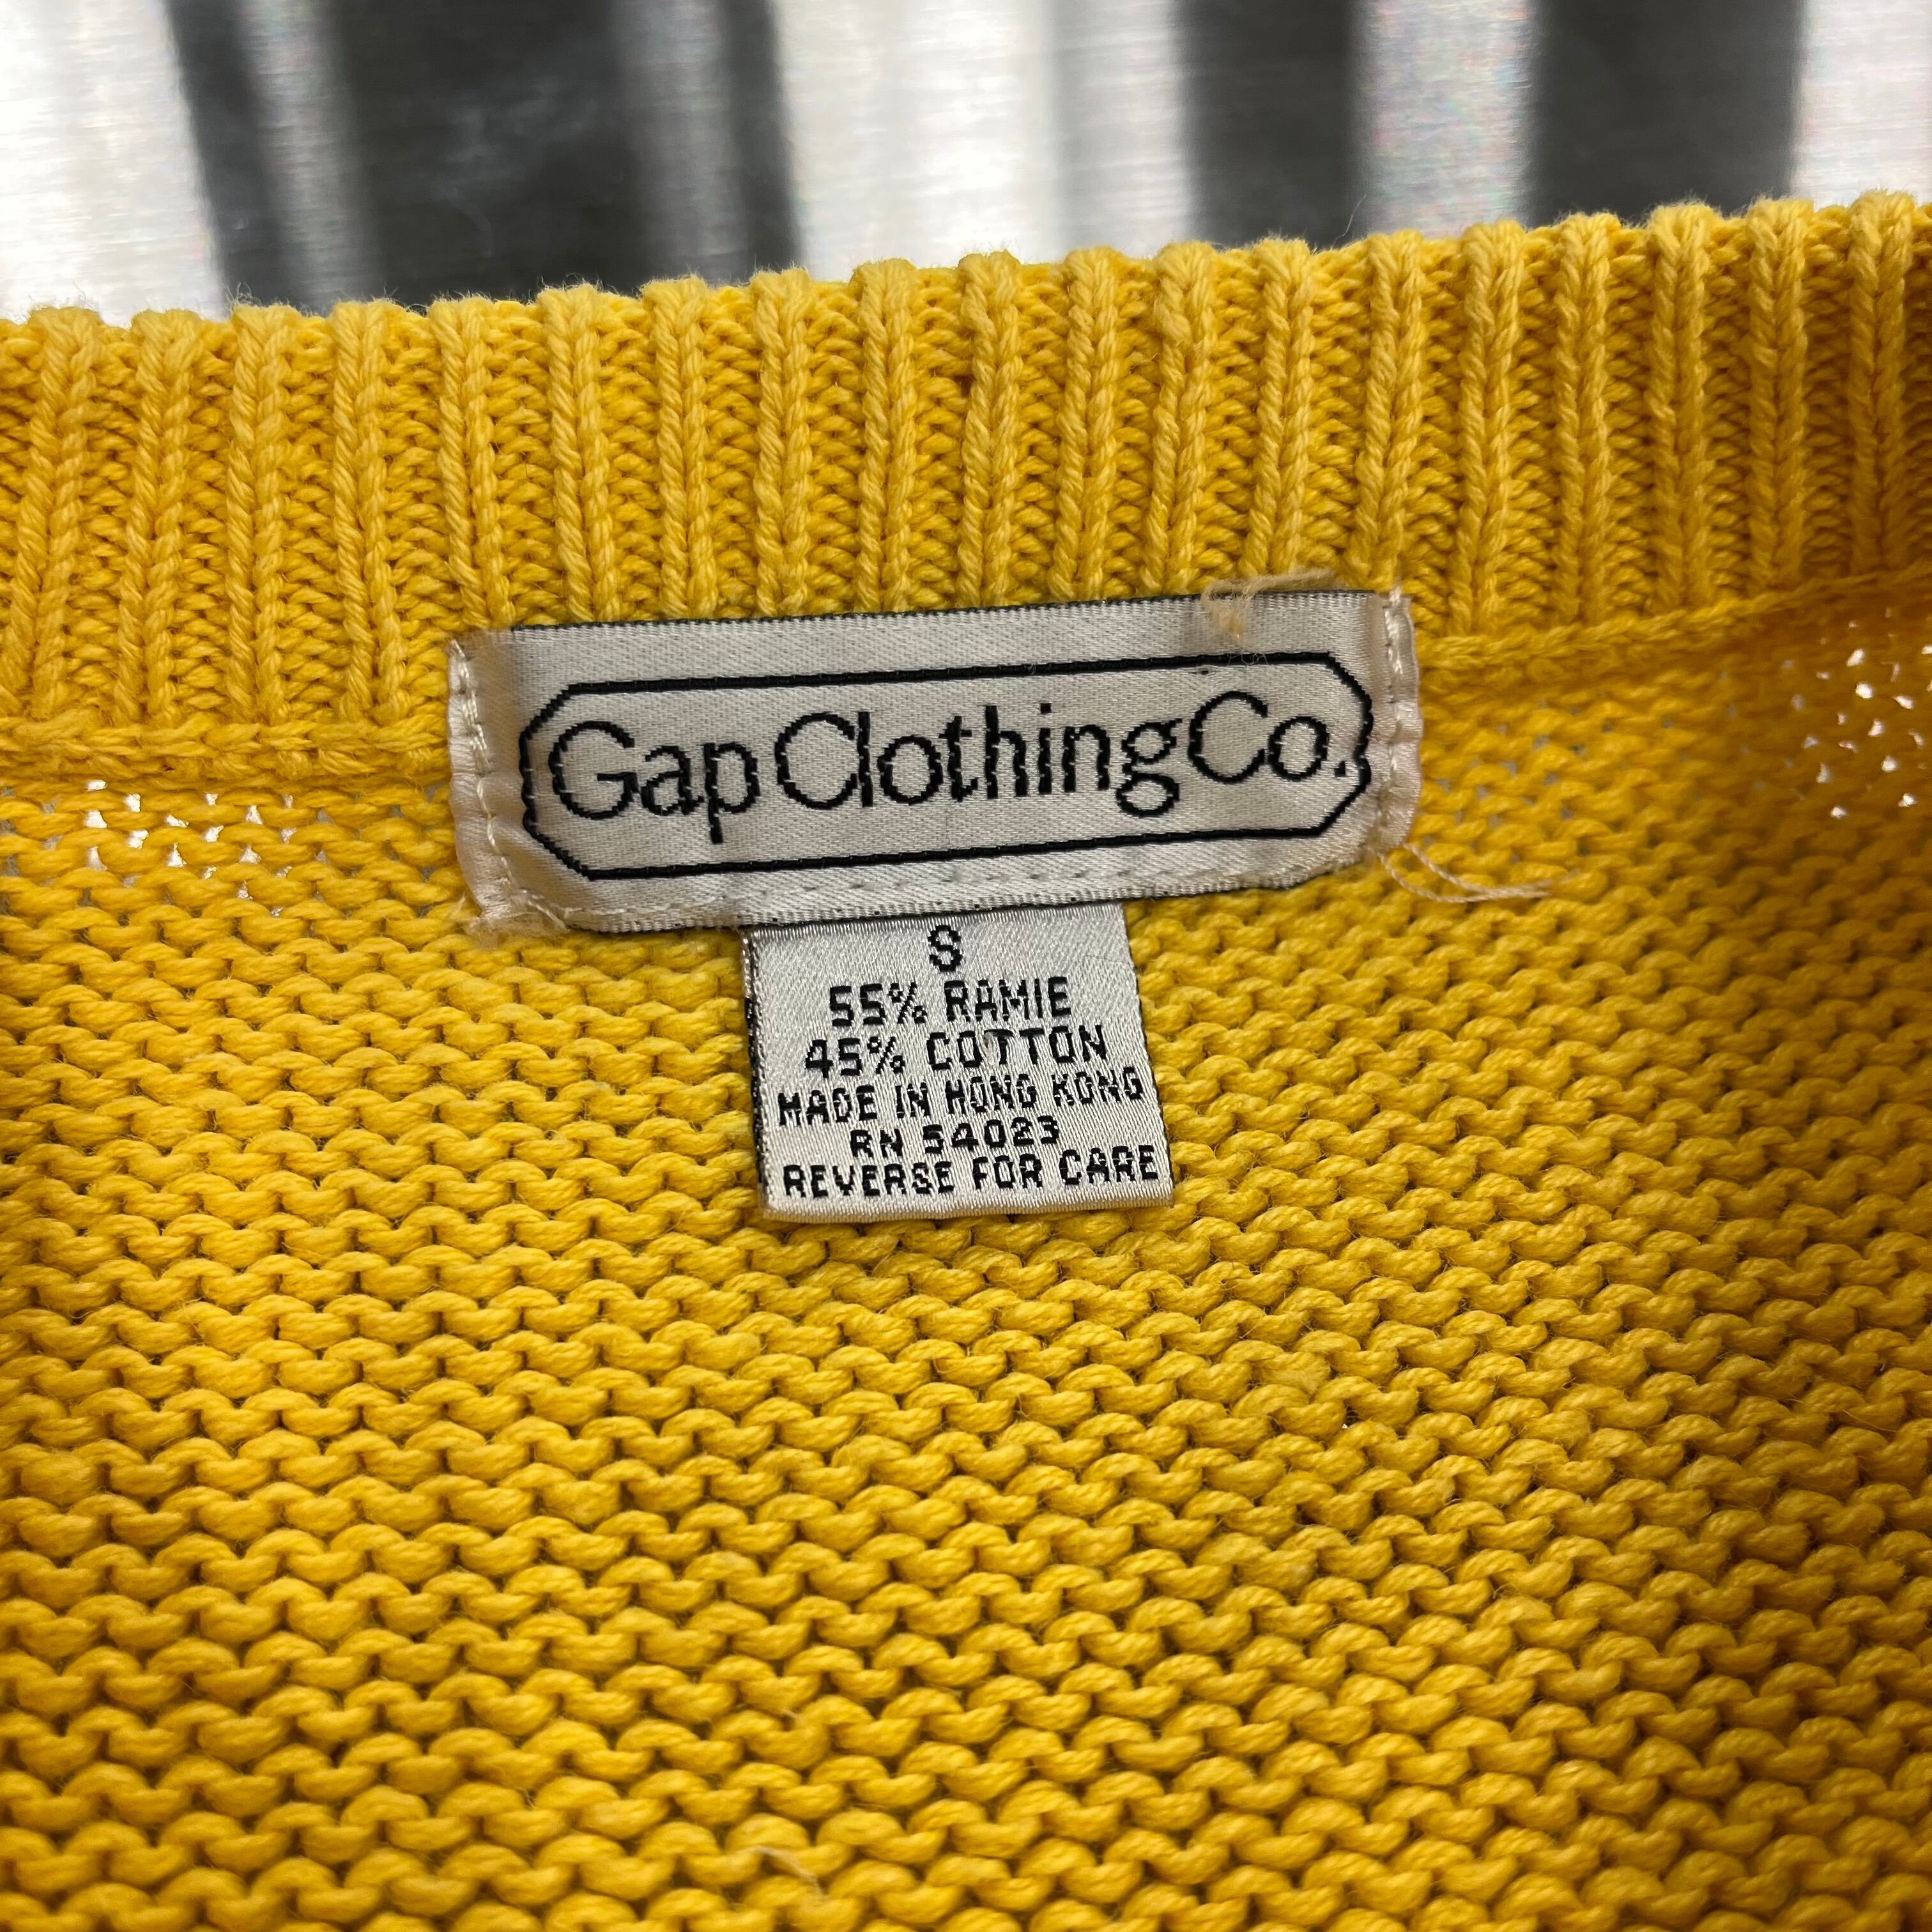 Gap Clothing Co.
S
55% RAMIE
45% COTTON
MADE IN HONG KONG
RN 54023
REVERSE FOR CARE